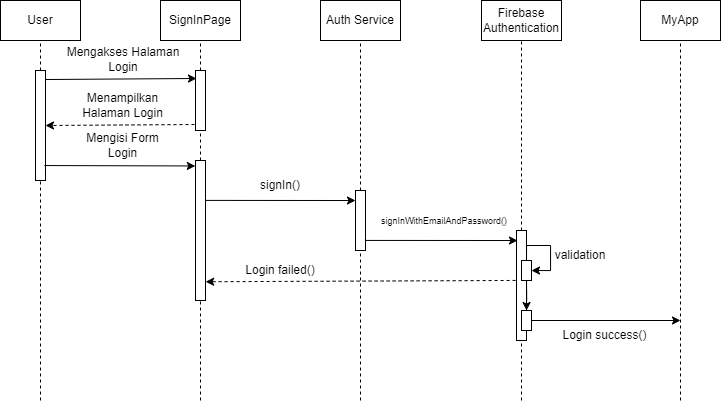 User
SignInPage
Auth Service
Firebase
Authentication
MyApp
Mengakses Halaman
Login
Menampilkan
Halaman Login
Mengisi Form
Login
signIn()
signInWithEmailAndPassword()
validation
Login failed()
Login success()